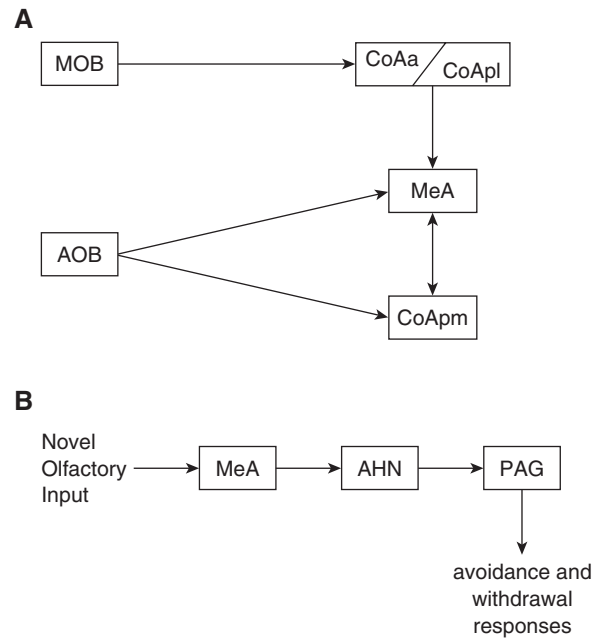 A
MOB
CoAa
CoApl
MeA
AOB
CoApm
B
Novel
Olfactory
Input
MeA
AHN
PAG
avoidance and
withdrawal
responses